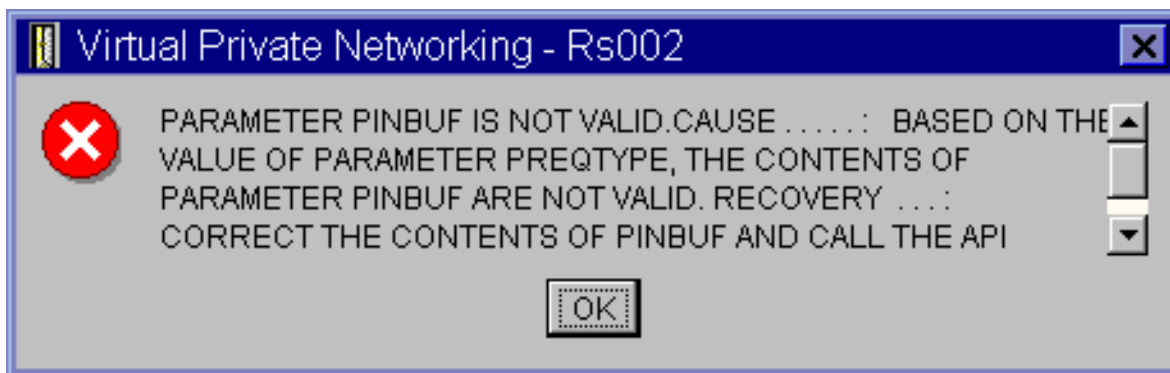 Virtual Private Networking - Rs002
PARAMETER PINBUF IS NOT VALID.CAUSE . . . . . :   BASED ON THE
VALUE OF PARAMETER PREQTYPE, THE CONTENTS OF
PARAMETER PINBUF ARE NOT VALID. RECOVERY  . . . :
CORRECT THE CONTENTS OF PINBUF AND CALL THE API
OK